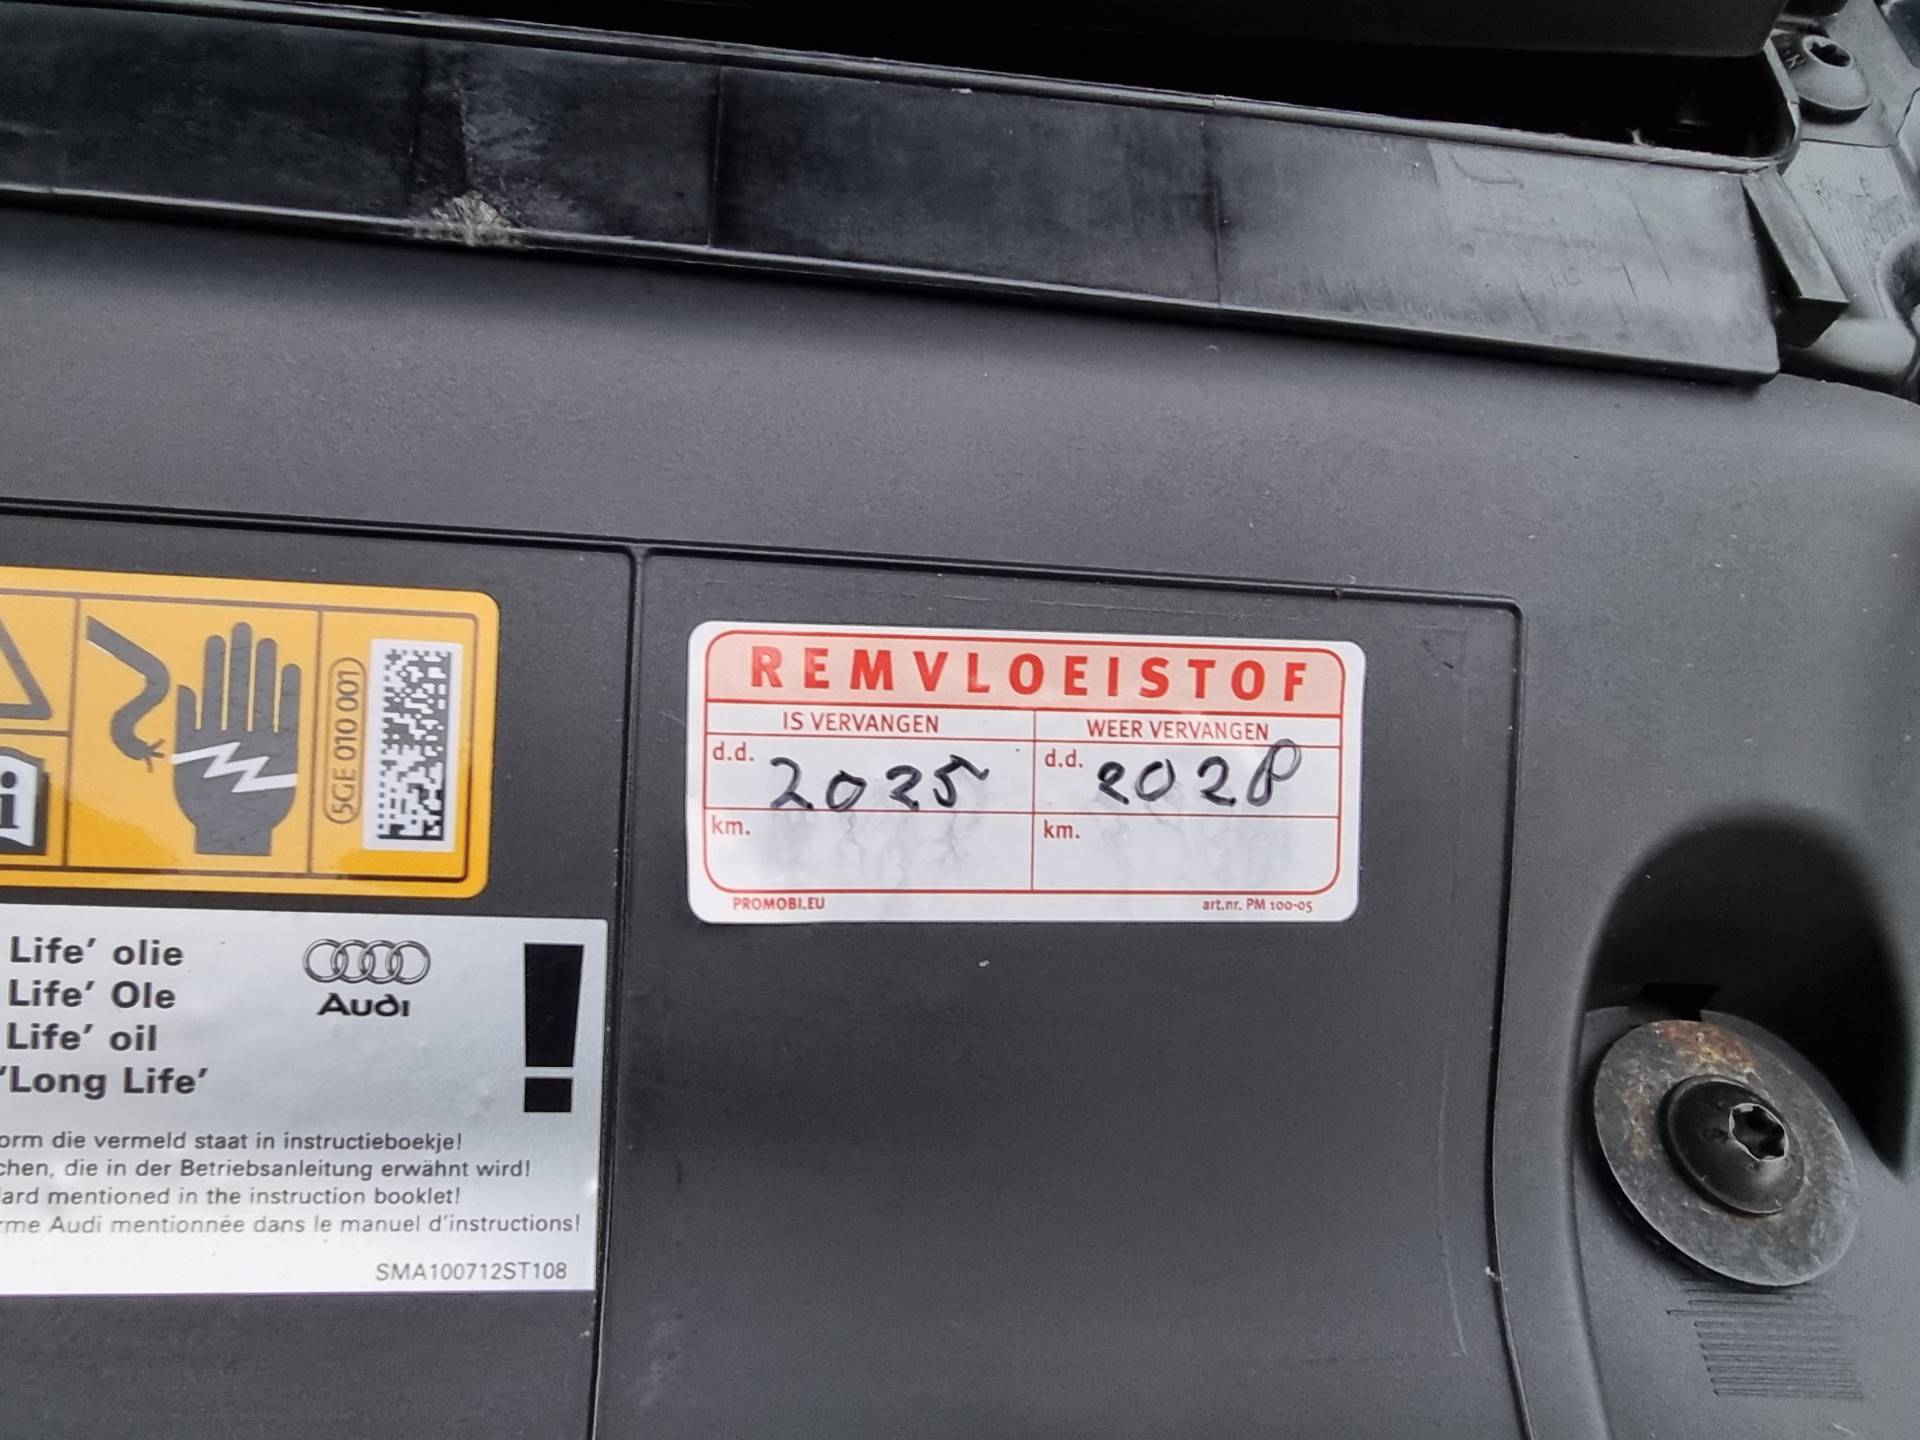 REMVLOEISTOF
IS VERVANGEN
WEER VERVANGEN
d.d. 2025
d.d. 2028
km.
km.
PROMOBI.EU
art.nr. PM 100-05
5GE 010 001
i
Life' olie
Life' Ole
Life' oil
'Long Life'
Audi
!
orm die vermeld staat in instructieboekje!
chen, die in der Betriebsanleitung erwähnt wird!
ard mentioned in the instruction booklet!
rme Audi mentionnée dans le manuel d'instructions!
SMA100712ST108